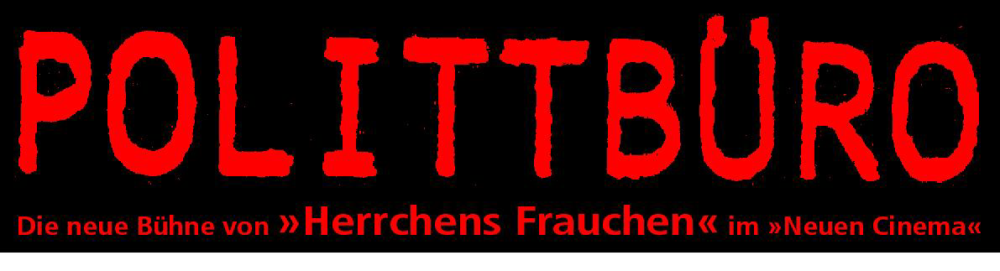 POLITTBÜRO
Die neue Bühne von »Herrchens Frauchen« im »Neuen Cinema«